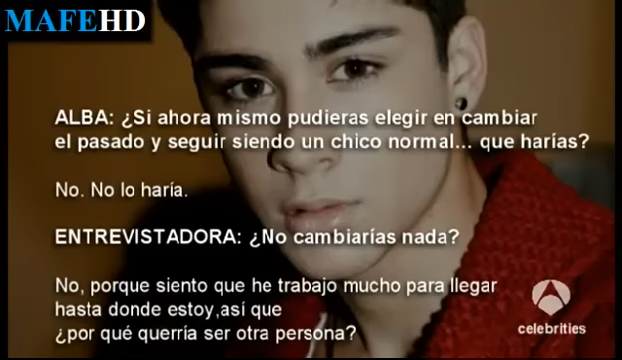 MAFEHD
ALBA: ¿Si ahora mismo pudieras elegir en cambiar
el pasado y seguir siendo un chico normal... que harías?
No. No lo haría.
ENTREVISTADORA: ¿No cambiarías nada?
No, porque siento que he trabajo mucho para llegar
hasta donde estoy,así que
¿por qué querría ser otra persona?
celebrities